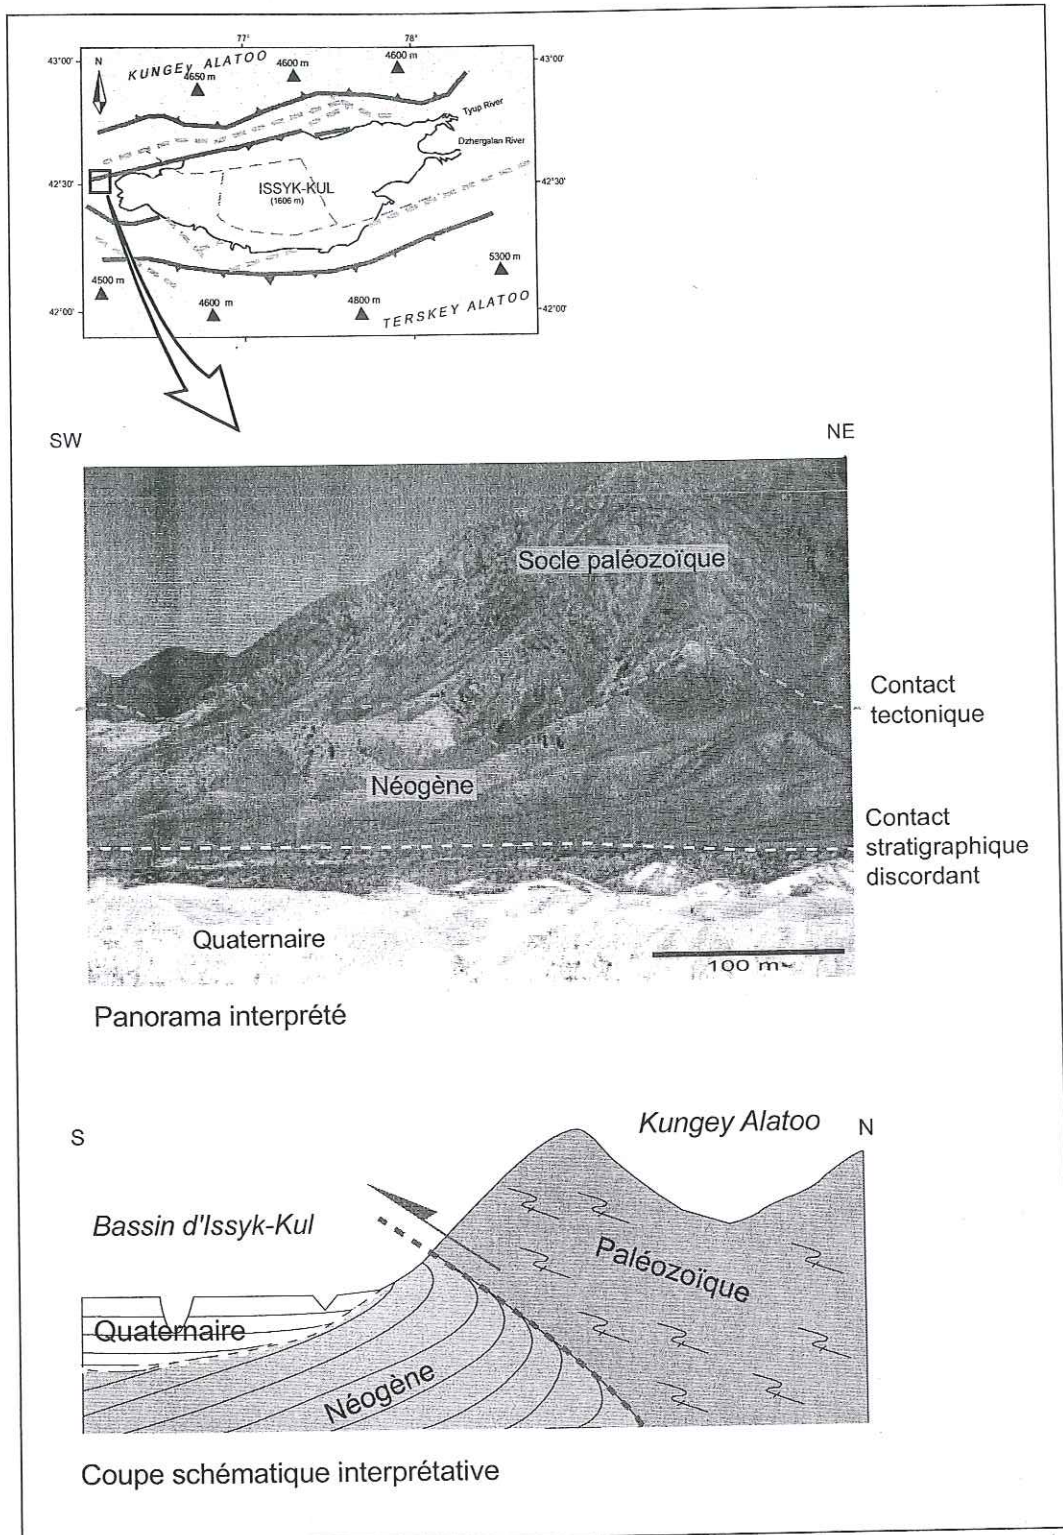 77°
78°
43°00'
43°00'
N
KUNGEY ALATOO
4650 m
4600 m
4600 m
Tyup River
Dzhergalan River
42°30'
42°30'
ISSYK-KUL
(1606 m)
4500 m
4600 m
4800 m
5300 m
TERSKEY ALATOO
42°00'
42°00'
SW
NE
Socle paléozoïque
Contact
tectonique
Néogène
Contact
stratigraphique
discordant
Quaternaire
100 m
Panorama interprété
S
Kungey Alatoo
N
Bassin d'Issyk-Kul
Paléozoïque
Quaternaire
Néogène
Coupe schématique interprétative